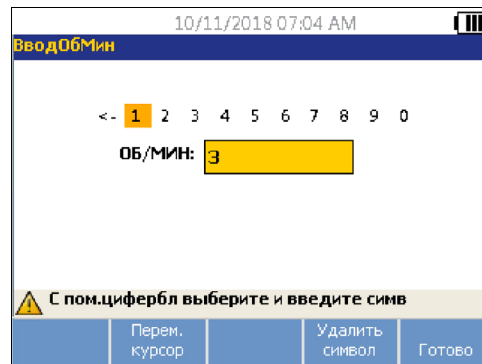 10/11/2018 07:04 AM
ВводОбМин
<- 1 2 3 4 5 6 7 8 9 0
ОБ/МИН: 3
С пом.цифербл выберите и введите симв
Перем. курсор
Удалить символ
Готово